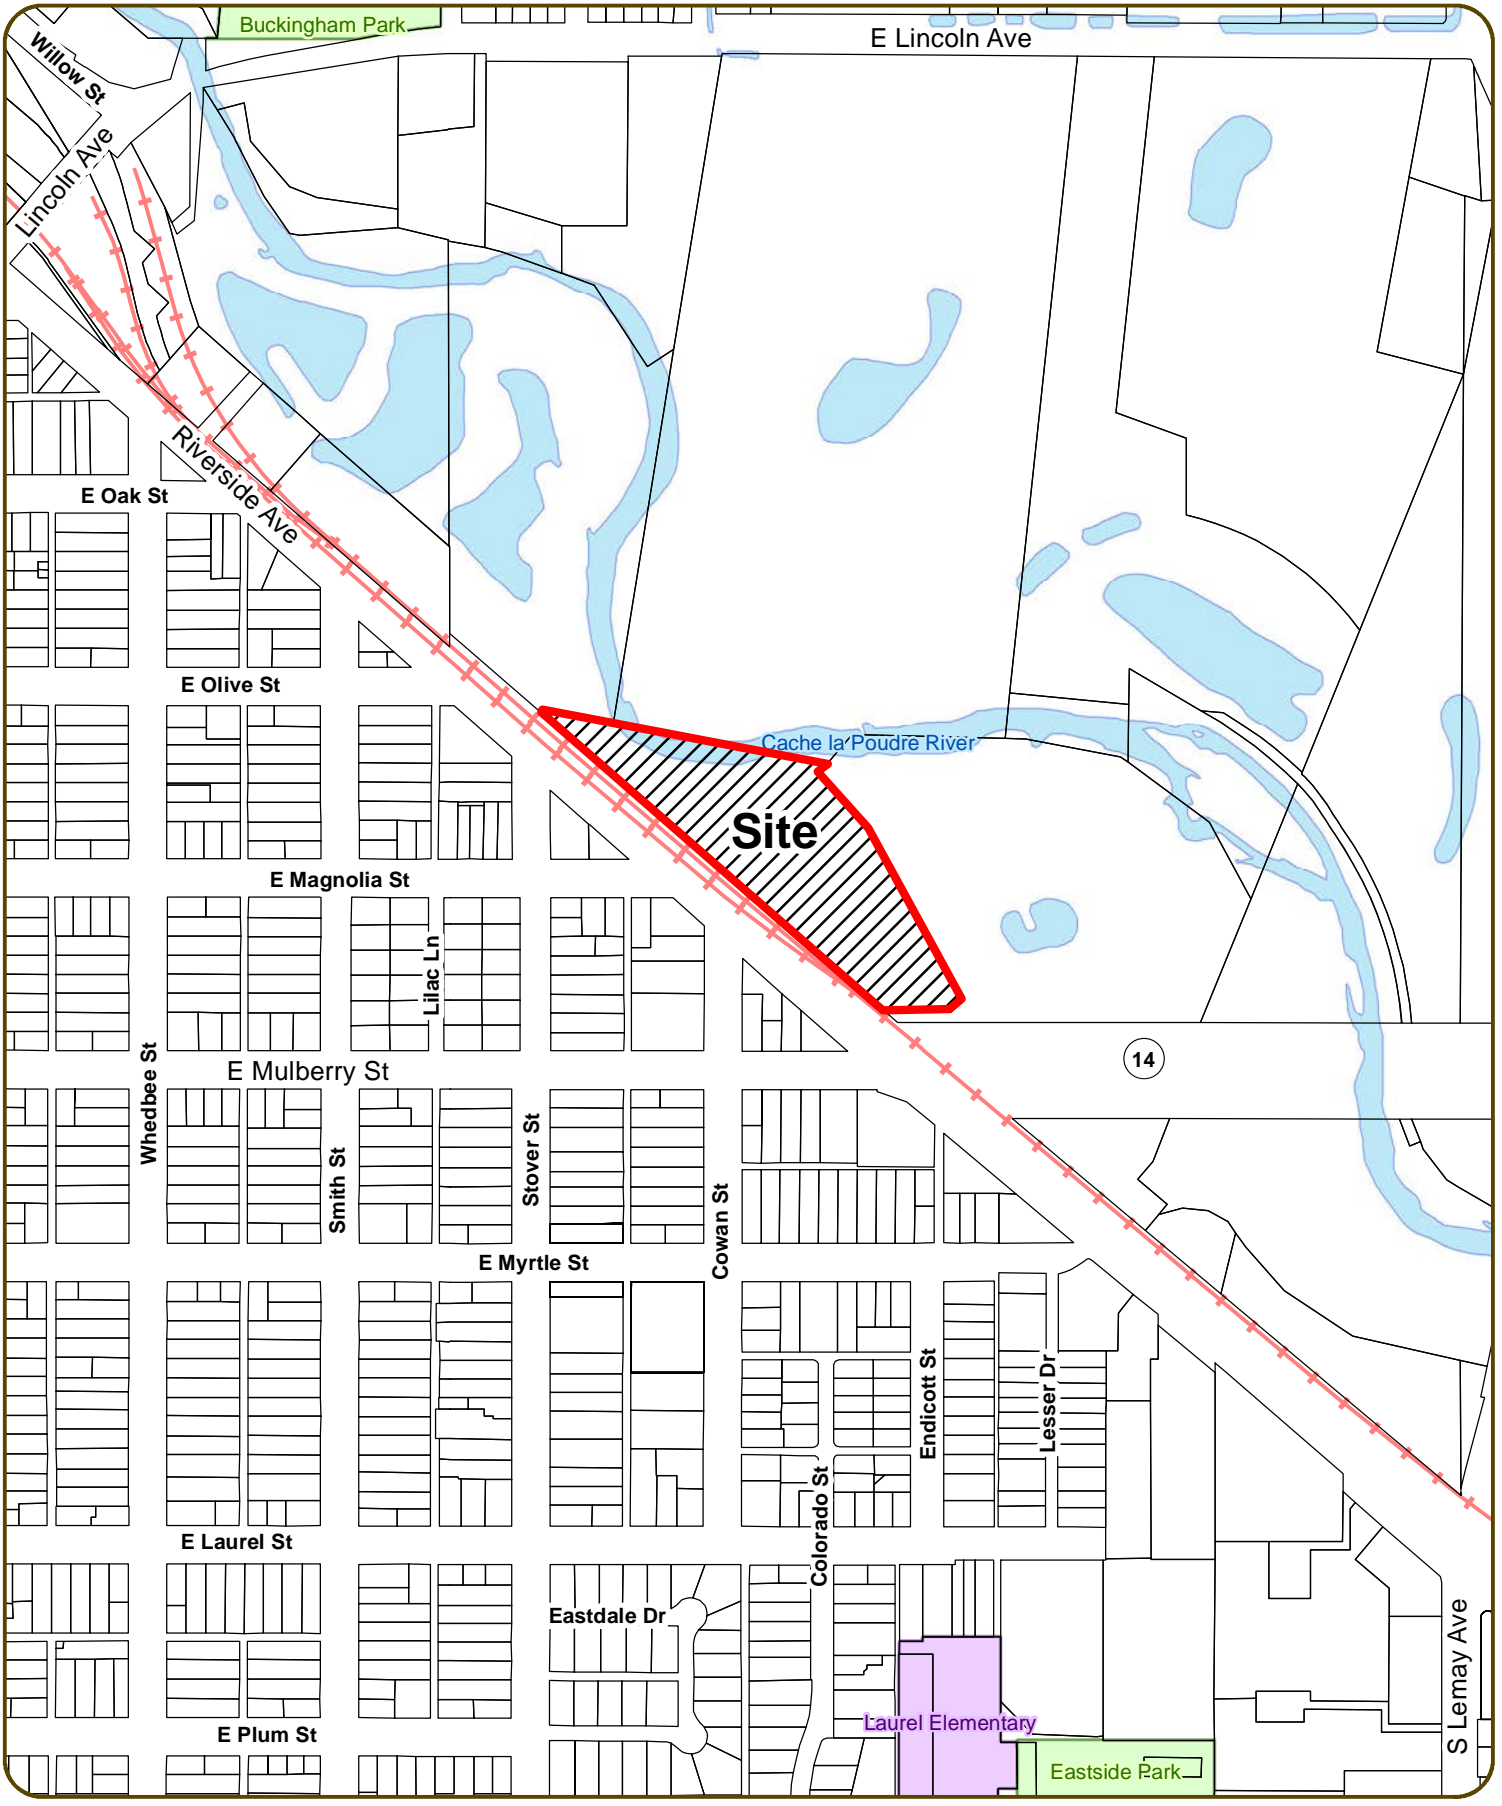 Buckingham Park
E Lincoln Ave
Willow St
Lincoln Ave
Riverside Ave
E Oak St
E Olive St
Cache la Poudre River
Site
E Magnolia St
Lilac Ln
14
Whedbee St
E Mulberry St
Smith St
Stover St
Cowan St
E Myrtle St
Endicott St
Lesser Dr
Colorado St
E Laurel St
Eastdale Dr
S Lemay Ave
Laurel Elementary
E Plum St
Eastside Park